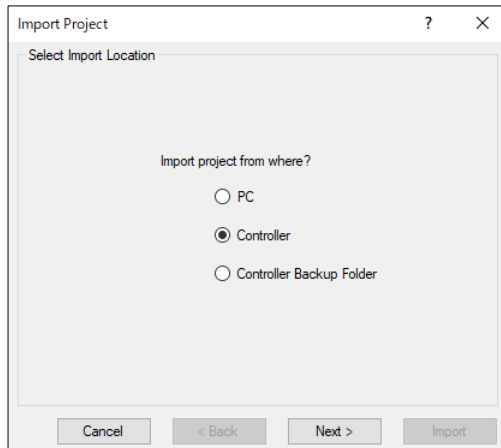 Import Project
?
Select Import Location
Import project from where?
PC
Controller
Controller Backup Folder
Cancel
< Back
Next >
Import